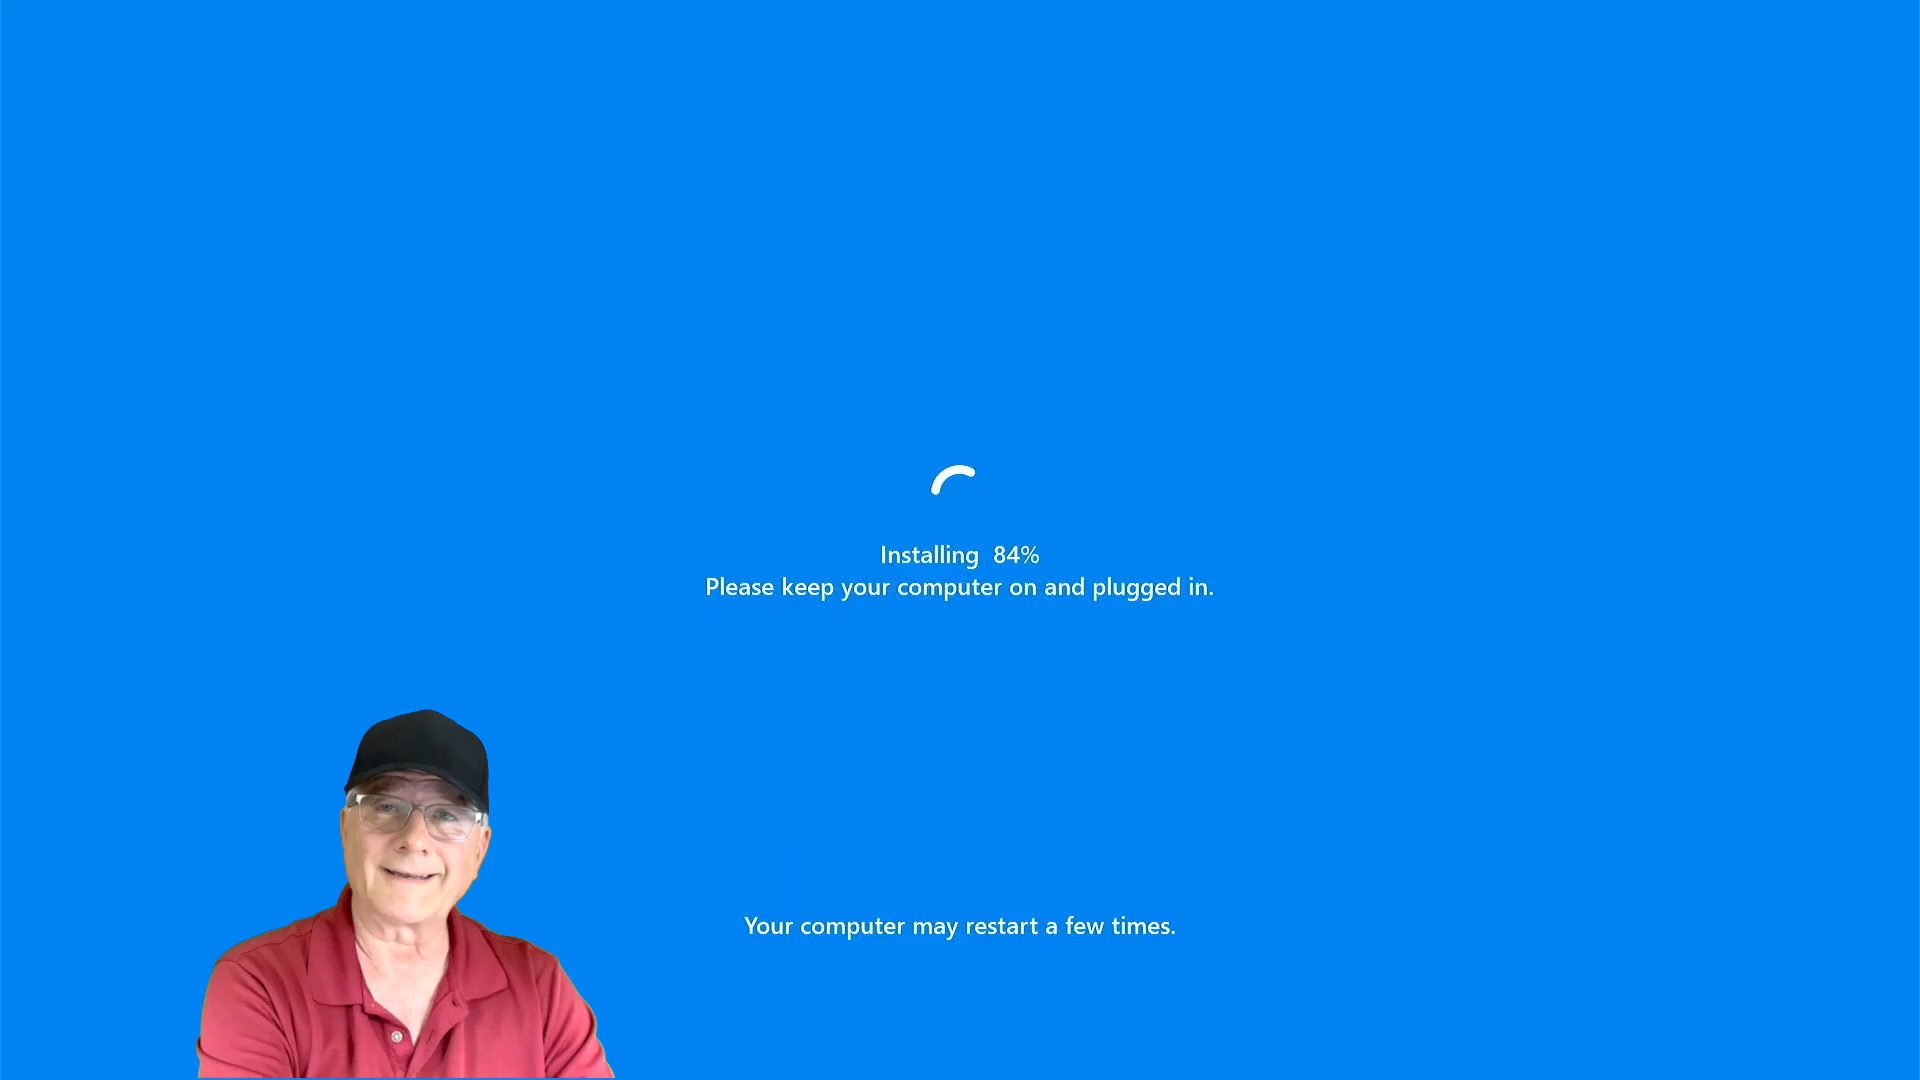 Installing 84%
Please keep your computer on and plugged in.
Your computer may restart a few times.